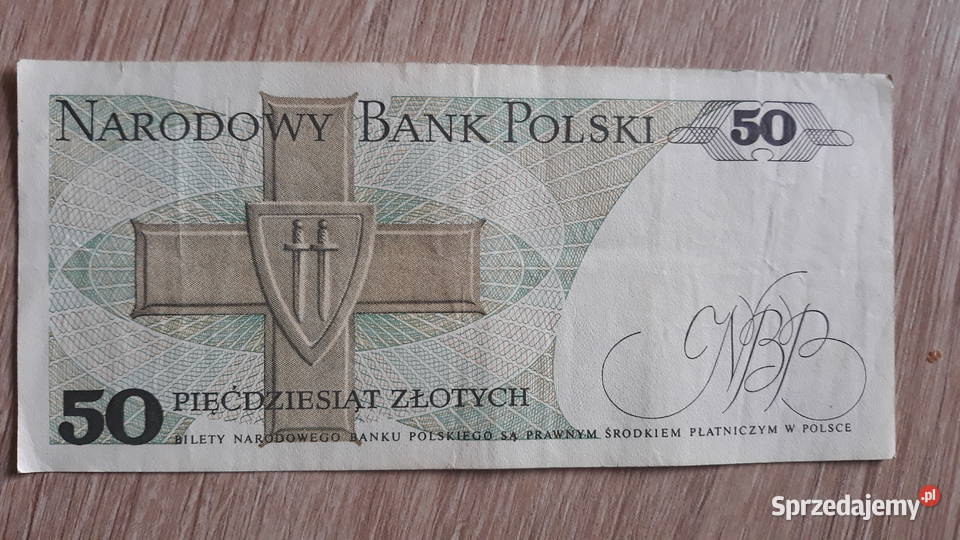 NARODOWY BANK POLSKI
50
NBP
50 PIĘĆDZIESIĄT ZŁOTYCH
BILETY NARODOWEGO BANKU POLSKIEGO SĄ PRAWNYM ŚRODKIEM PŁATNICZYM W POLSCE
Sprzedajemy.pl